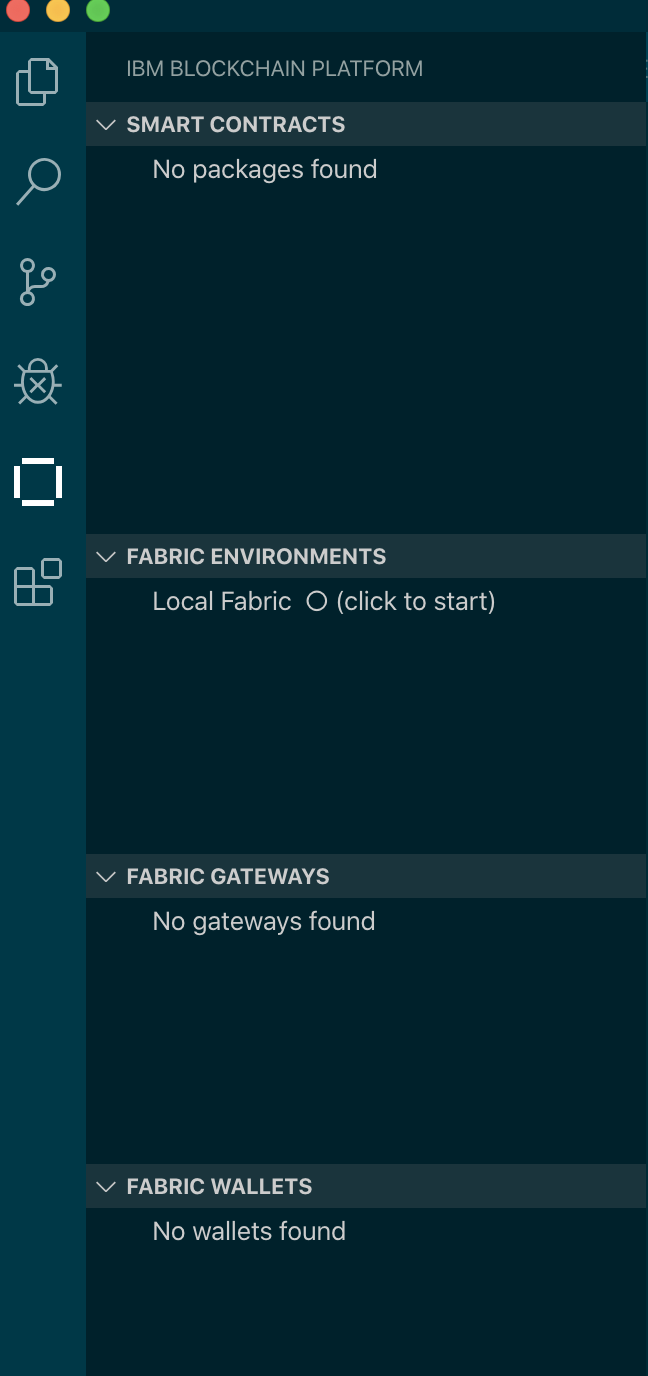 IBM BLOCKCHAIN PLATFORM
SMART CONTRACTS
No packages found
FABRIC ENVIRONMENTS
Local Fabric ○ (click to start)
FABRIC GATEWAYS
No gateways found
FABRIC WALLETS
No wallets found